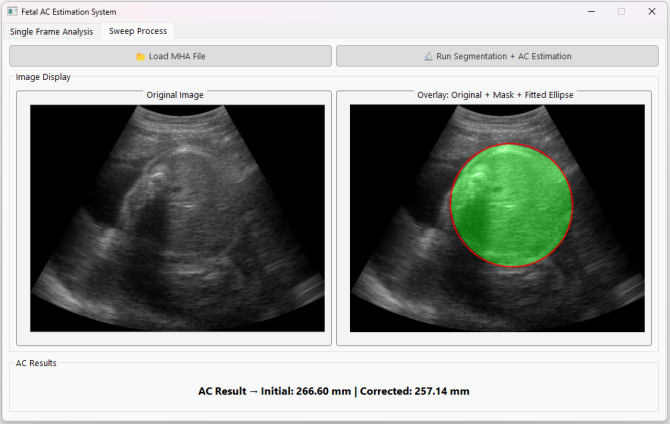 Fetal AC Estimation System
Single Frame Analysis
Sweep Process
📁 Load MHA File
🔬 Run Segmentation + AC Estimation
Image Display
Original Image
Overlay: Original + Mask + Fitted Ellipse
AC Results
AC Result → Initial: 266.60 mm | Corrected: 257.14 mm